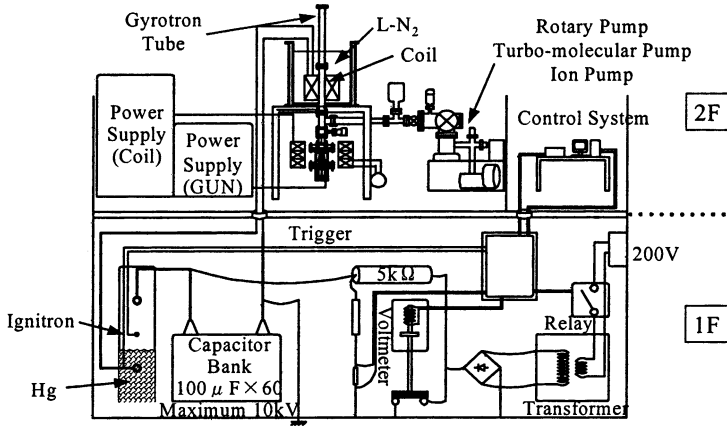 Gyrotron
Tube
L-N₂
Coil
Rotary Pump
Turbo-molecular Pump
Ion Pump
Power
Supply
(Coil)
Power
Supply
(GUN)
Control System
2F
Trigger
200V
5kΩ
Ignitron
Voltmeter
Relay
1F
Capacitor
Bank
100 μF×60
Maximum 10kV
Hg
Transformer